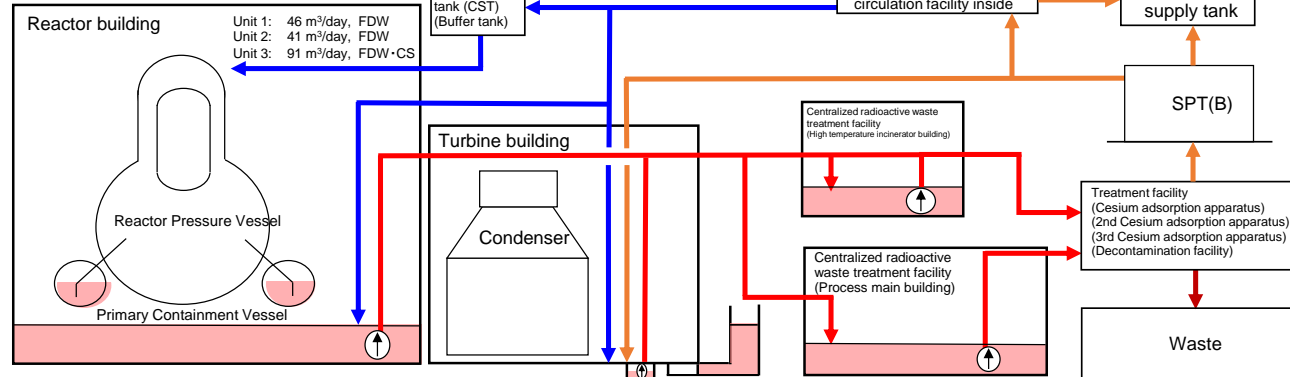 Reactor building
Unit 1: 46 m³/day, FDW
Unit 2: 41 m³/day, FDW
Unit 3: 91 m³/day, FDW・CS
tank (CST)
(Buffer tank)
circulation facility inside
supply tank
SPT(B)
Turbine building
Centralized radioactive waste
treatment facility
(High temperature incinerator building)
Reactor Pressure Vessel
Condenser
Treatment facility
(Cesium adsorption apparatus)
(2nd Cesium adsorption apparatus)
(3rd Cesium adsorption apparatus)
(Decontamination facility)
Centralized radioactive
waste treatment facility
(Process main building)
Primary Containment Vessel
Waste